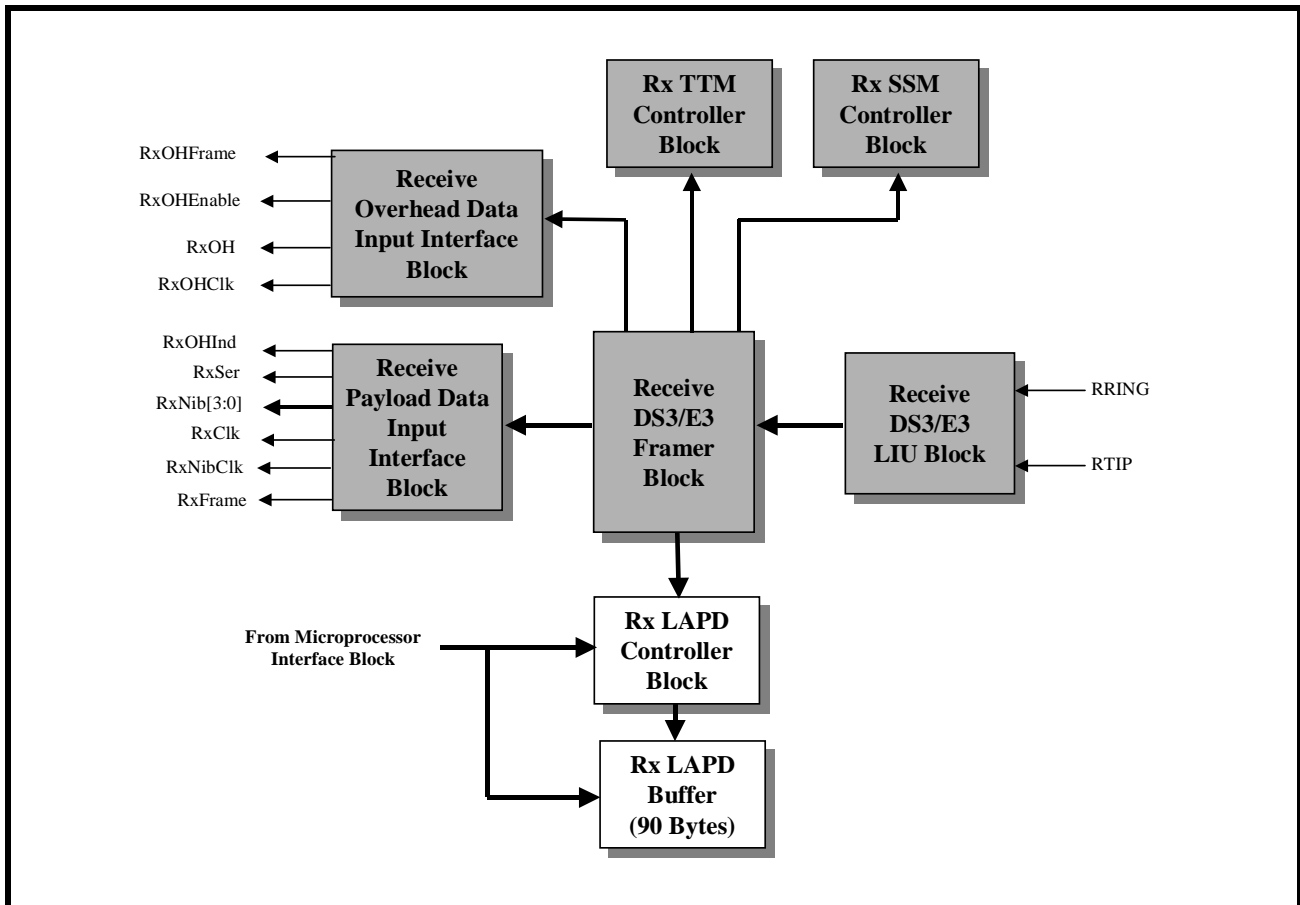 Rx TTM
Controller
Block
Rx SSM
Controller
Block
RxOHFrame
RxOHEnable
RxOH
RxOHClk
Receive
Overhead Data
Input Interface
Block
RxOHInd
RxSer
RxNib[3:0]
RxClk
RxNibClk
RxFrame
Receive
Payload Data
Input
Interface
Block
Receive
DS3/E3
Framer
Block
Receive
DS3/E3
LIU Block
RRING
RTIP
From Microprocessor
Interface Block
Rx LAPD
Controller
Block
Rx LAPD
Buffer
(90 Bytes)